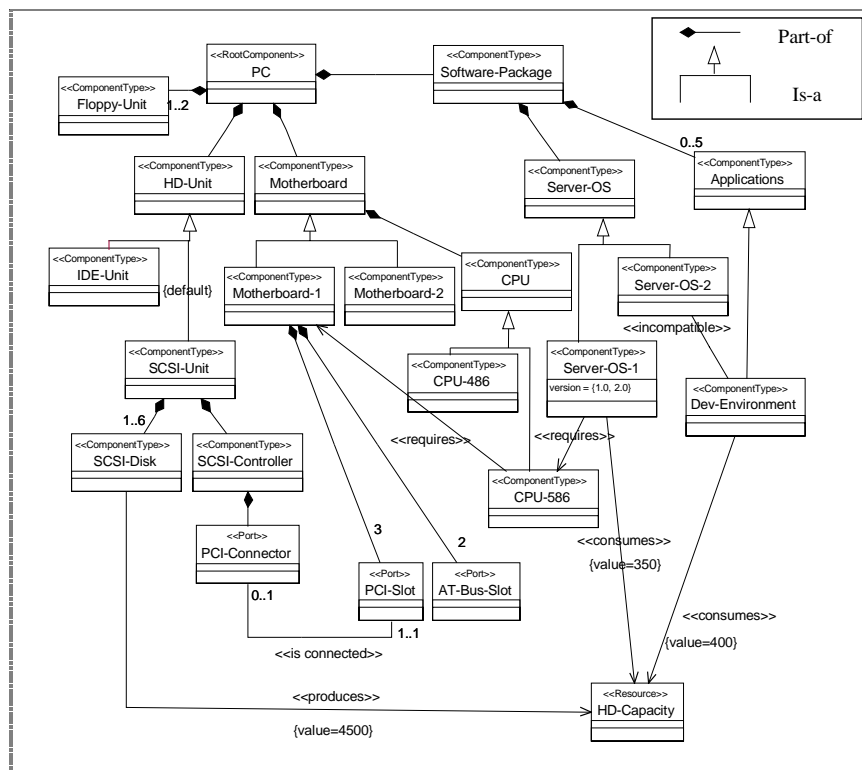 <<RootComponent>>
PC
<<ComponentType>>
Software-Package
Part-of
Is-a
<<ComponentType>>
Floppy-Unit
1..2
0..5
<<ComponentType>>
HD-Unit
<<ComponentType>>
Motherboard
<<ComponentType>>
Server-OS
<<ComponentType>>
Applications
<<ComponentType>>
IDE-Unit
{default}
<<ComponentType>>
Motherboard-1
<<ComponentType>>
Motherboard-2
<<ComponentType>>
CPU
<<ComponentType>>
Server-OS-2
<<incompatible>>
<<ComponentType>>
SCSI-Unit
<<ComponentType>>
CPU-486
<<ComponentType>>
Server-OS-1
version = {1.0, 2.0}
<<ComponentType>>
Dev-Environment
1..6
<<ComponentType>>
SCSI-Disk
<<ComponentType>>
SCSI-Controller
<<requires>>
<<requires>>
<<ComponentType>>
CPU-586
<<Port>>
PCI-Connector
0..1
3
2
<<Port>>
PCI-Slot
1..1
<<Port>>
AT-Bus-Slot
<<consumes>>
{value=350}
<<is connected>>
<<consumes>>
{value=400}
<<produces>>
{value=4500}
<<Resource>>
HD-Capacity